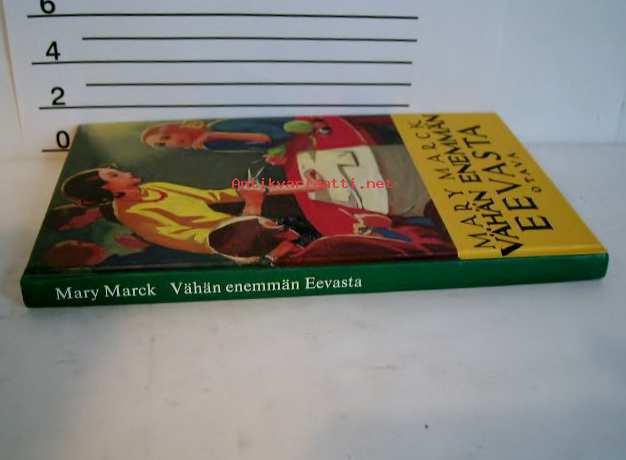 6
4
2
0
MARY MARCK
VÄHÄN ENEMMÄN
EEVASTA
OTAVA
Antikvariaatti.net
Mary Marck Vähän enemmän Eevasta